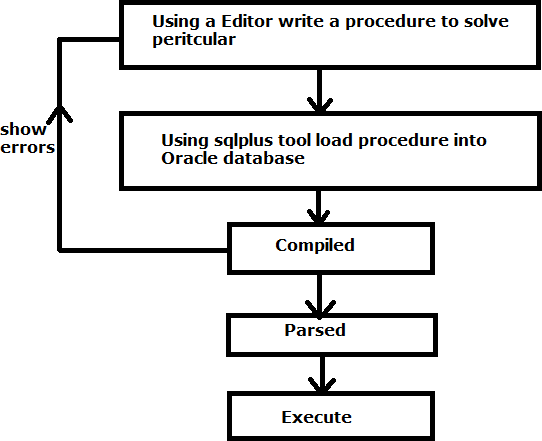 Using a Editor write a procedure to solve
peritcular
show
errors
Using sqlplus tool load procedure into
Oracle database
Compiled
Parsed
Execute